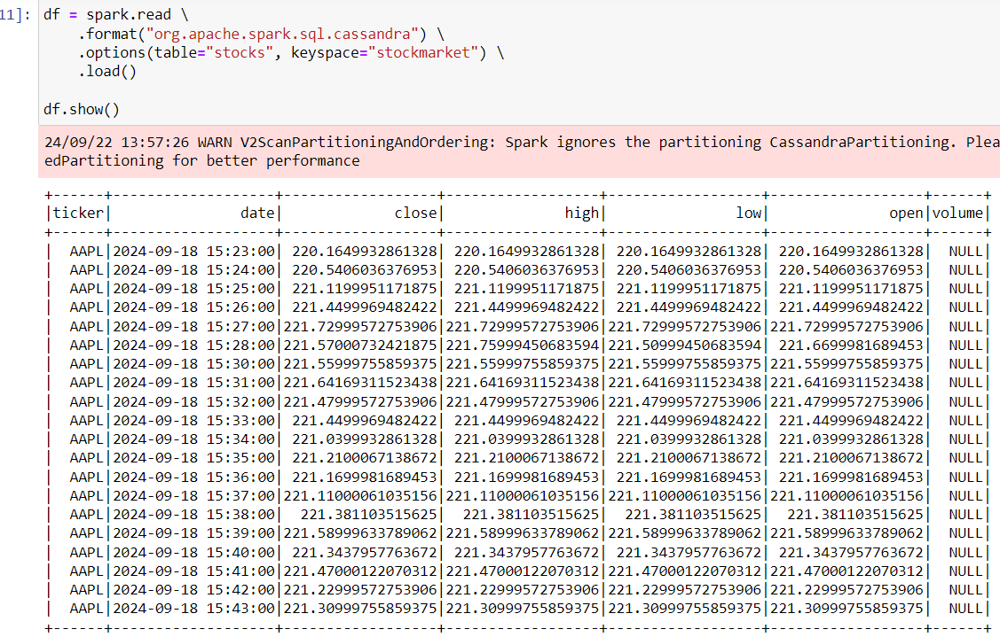 11]: df = spark.read \
.format("org.apache.spark.sql.cassandra") \
.options(table="stocks", keyspace="stockmarket") \
.load()
df.show()
24/09/22 13:57:26 WARN V2ScanPartitioningAndOrdering: Spark ignores the partitioning CassandraPartitioning. Plea
edPartitioning for better performance
+------+-------------------+------------------+------------------+------------------+------------------+------+
|ticker|               date|             close|              high|               low|              open|volume|
+------+-------------------+------------------+------------------+------------------+------------------+------+
|  AAPL|2024-09-18 15:23:00| 220.1649932861328| 220.1649932861328| 220.1649932861328| 220.1649932861328|  NULL|
|  AAPL|2024-09-18 15:24:00| 220.5406036376953| 220.5406036376953| 220.5406036376953| 220.5406036376953|  NULL|
|  AAPL|2024-09-18 15:25:00| 221.1199951171875| 221.1199951171875| 221.1199951171875| 221.1199951171875|  NULL|
|  AAPL|2024-09-18 15:26:00| 221.4499969482422| 221.4499969482422| 221.4499969482422| 221.4499969482422|  NULL|
|  AAPL|2024-09-18 15:27:00|221.72999572753906|221.72999572753906|221.72999572753906|221.72999572753906|  NULL|
|  AAPL|2024-09-18 15:28:00|221.57000732421875|221.75999450683594|221.50999450683594| 221.6699981689453|  NULL|
|  AAPL|2024-09-18 15:30:00|221.55999755859375|221.55999755859375|221.55999755859375|221.55999755859375|  NULL|
|  AAPL|2024-09-18 15:31:00|221.64169311523438|221.64169311523438|221.64169311523438|221.64169311523438|  NULL|
|  AAPL|2024-09-18 15:32:00|221.47999572753906|221.47999572753906|221.47999572753906|221.47999572753906|  NULL|
|  AAPL|2024-09-18 15:33:00| 221.4499969482422| 221.4499969482422| 221.4499969482422| 221.4499969482422|  NULL|
|  AAPL|2024-09-18 15:34:00| 221.0399932861328| 221.0399932861328| 221.0399932861328| 221.0399932861328|  NULL|
|  AAPL|2024-09-18 15:35:00| 221.2100067138672| 221.2100067138672| 221.2100067138672| 221.2100067138672|  NULL|
|  AAPL|2024-09-18 15:36:00| 221.1699981689453| 221.1699981689453| 221.1699981689453| 221.1699981689453|  NULL|
|  AAPL|2024-09-18 15:37:00|221.11000061035156|221.11000061035156|221.11000061035156|221.11000061035156|  NULL|
|  AAPL|2024-09-18 15:38:00|  221.381103515625|  221.381103515625|  221.381103515625|  221.381103515625|  NULL|
|  AAPL|2024-09-18 15:39:00|221.58999633789062|221.58999633789062|221.58999633789062|221.58999633789062|  NULL|
|  AAPL|2024-09-18 15:40:00| 221.3437957763672| 221.3437957763672| 221.3437957763672| 221.3437957763672|  NULL|
|  AAPL|2024-09-18 15:41:00|221.47000122070312|221.47000122070312|221.47000122070312|221.47000122070312|  NULL|
|  AAPL|2024-09-18 15:42:00|221.22999572753906|221.22999572753906|221.22999572753906|221.22999572753906|  NULL|
|  AAPL|2024-09-18 15:43:00|221.30999755859375|221.30999755859375|221.30999755859375|221.30999755859375|  NULL|
+------+-------------------+------------------+------------------+------------------+------------------+------+